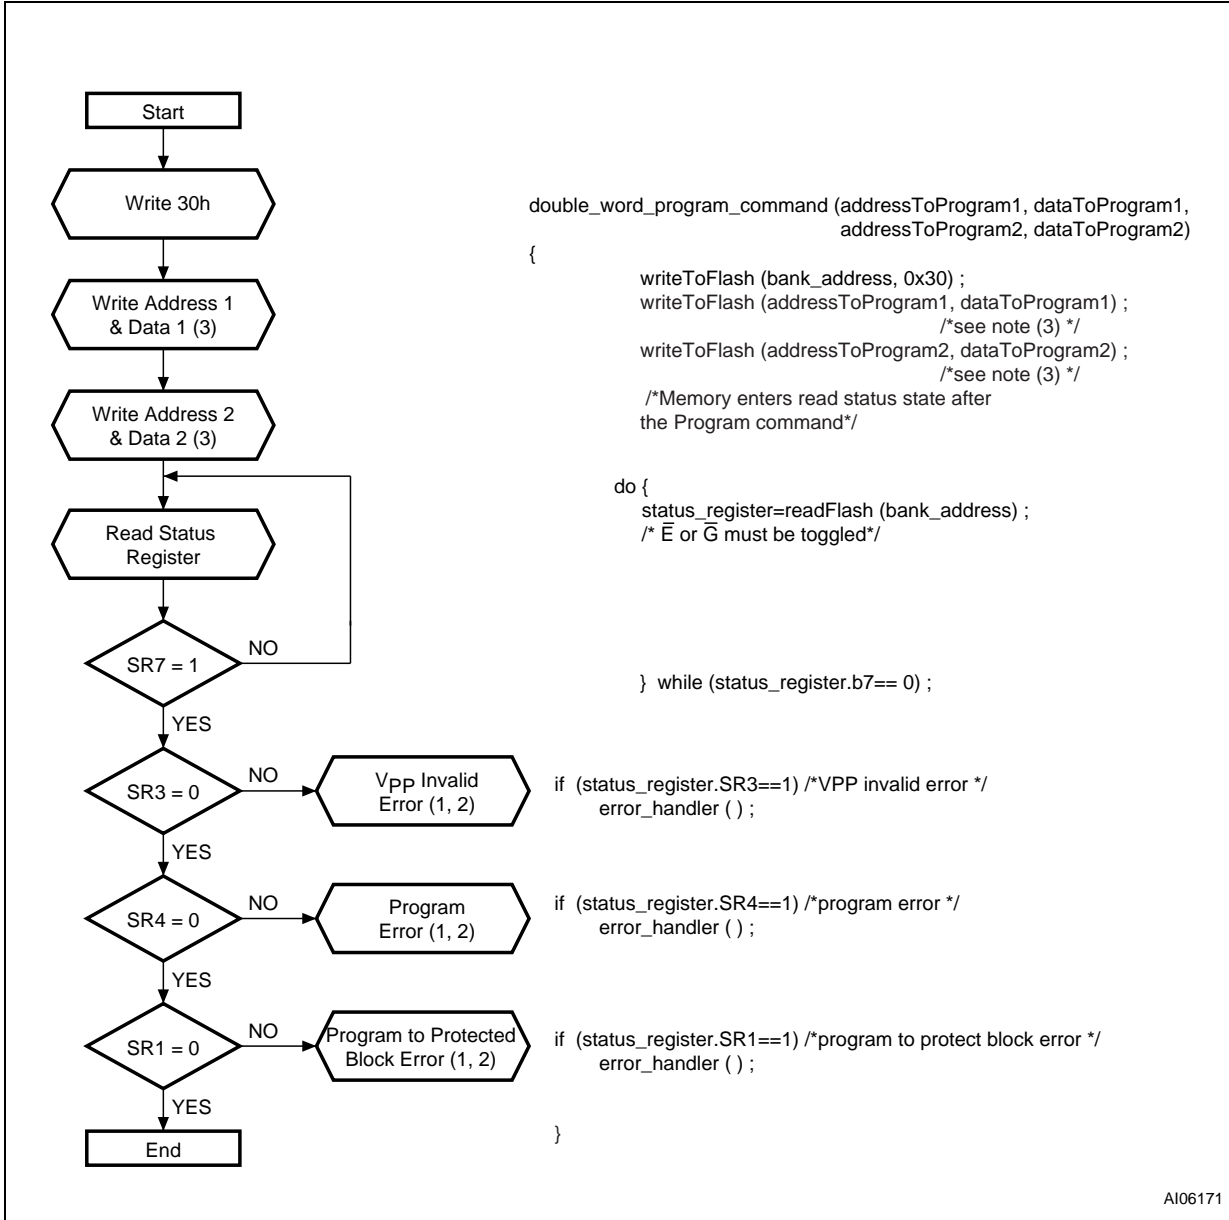 Start
Write 30h
Write Address 1
& Data 1 (3)
Write Address 2
& Data 2 (3)
Read Status
Register
SR7 = 1
NO
YES
SR3 = 0
NO
VPP Invalid
Error (1, 2)
YES
SR4 = 0
NO
Program
Error (1, 2)
YES
SR1 = 0
NO
Program to Protected
Block Error (1, 2)
YES
End
double_word_program_command (addressToProgram1, dataToProgram1,
addressToProgram2, dataToProgram2)
{
writeToFlash (bank_address, 0x30) ;
writeToFlash (addressToProgram1, dataToProgram1) ;
/*see note (3) */
writeToFlash (addressToProgram2, dataToProgram2) ;
/*see note (3) */
/*Memory enters read status state after
the Program command*/
do {
status_register=readFlash (bank_address) ;
/* E̅ or G̅ must be toggled*/
} while (status_register.b7== 0) ;
if (status_register.SR3==1) /*VPP invalid error */
error_handler ( ) ;
if (status_register.SR4==1) /*program error */
error_handler ( ) ;
if (status_register.SR1==1) /*program to protect block error */
error_handler ( ) ;
}
AI06171